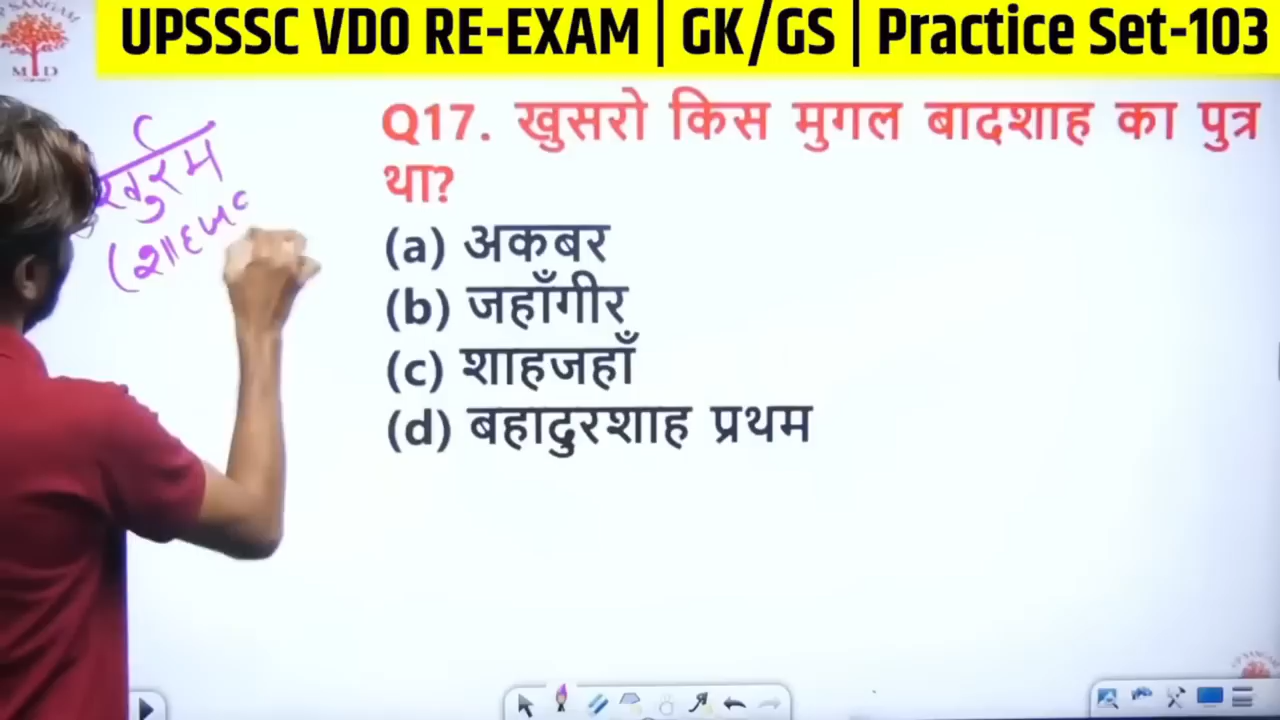 UPSSSC VDO RE-EXAM | GK/GS | Practice Set-103
M D
खुर्रम
Q17. खुसरो किस मुगल बादशाह का पुत्र
था?
(a) अकबर
(b) जहाँगीर
(c) शाहजहाँ
(d) बहादुरशाह प्रथम